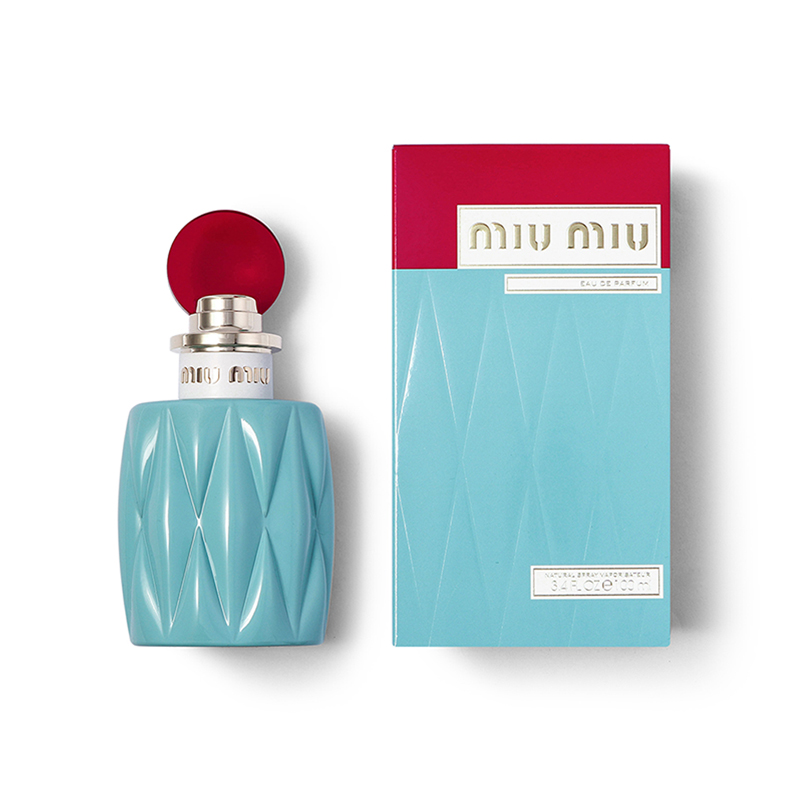 MIU MIU
MIU MIU
EAU DE PARFUM
NATURAL SPRAY VAPORISATEUR
3.4 FL.OZ e 100 ml